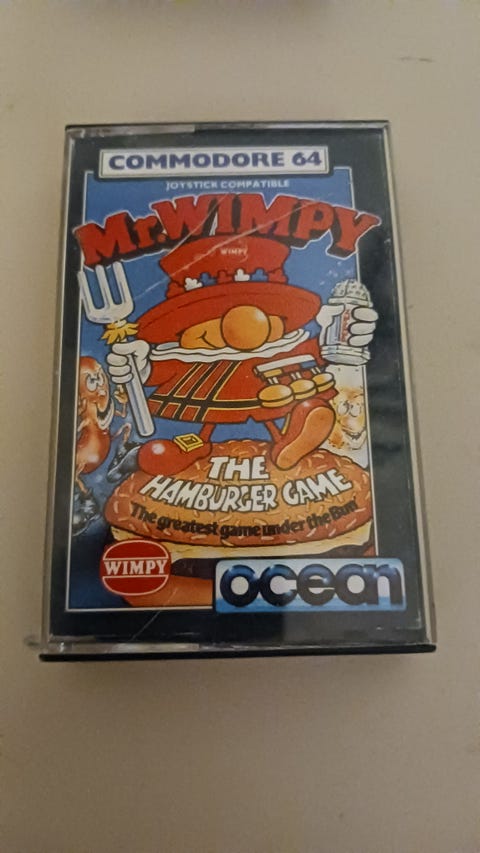 COMMODORE 64
JOYSTICK COMPATIBLE
Mr. WIMPY
WIMPY
THE
HAMBURGER GAME
The greatest game under the Bun'
WIMPY
ocean